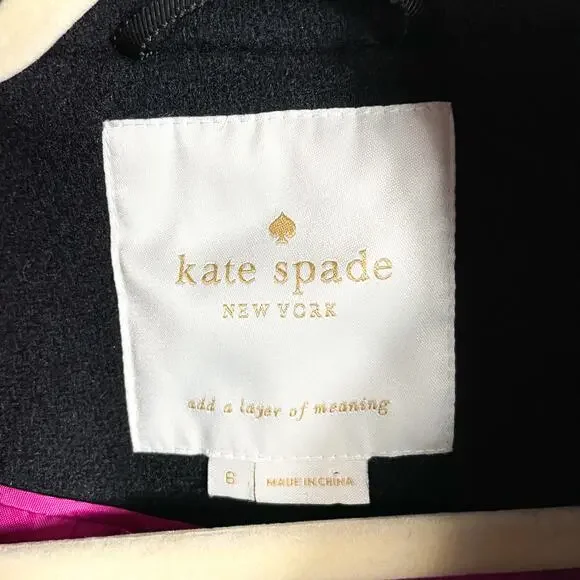 kate spade
NEW YORK
add a layer of meaning
6
MADE IN CHINA